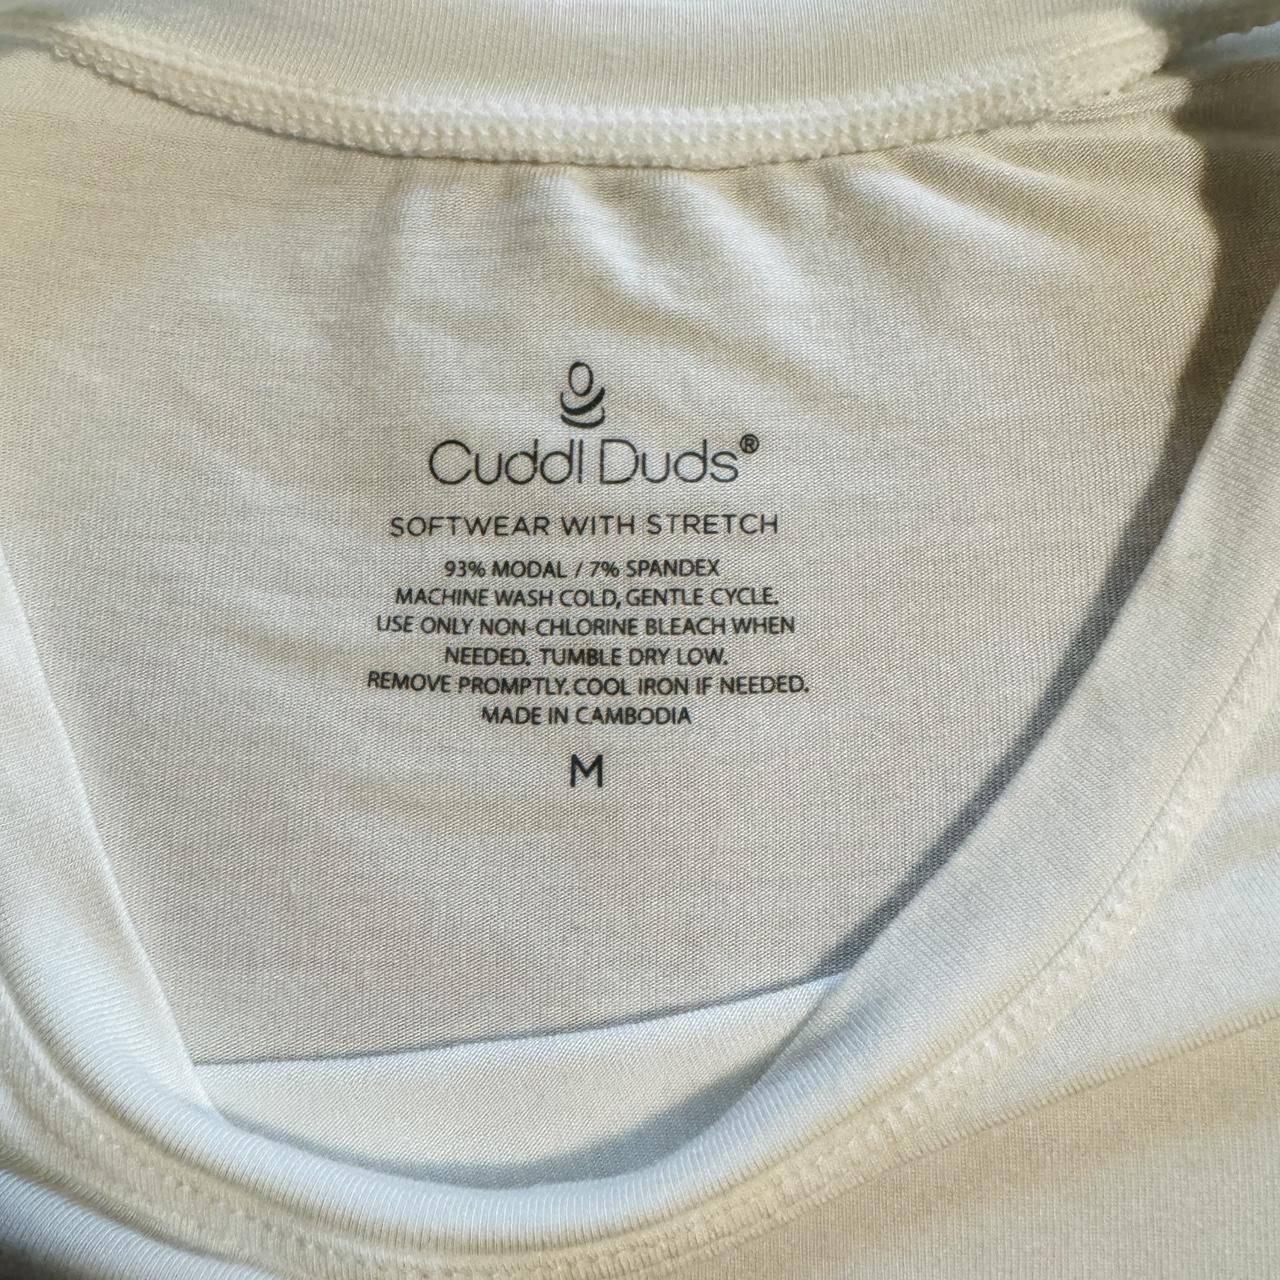 Cuddl Duds®
SOFTWEAR WITH STRETCH
93% MODAL / 7% SPANDEX
MACHINE WASH COLD, GENTLE CYCLE.
USE ONLY NON-CHLORINE BLEACH WHEN
NEEDED. TUMBLE DRY LOW.
REMOVE PROMPTLY. COOL IRON IF NEEDED.
MADE IN CAMBODIA
M